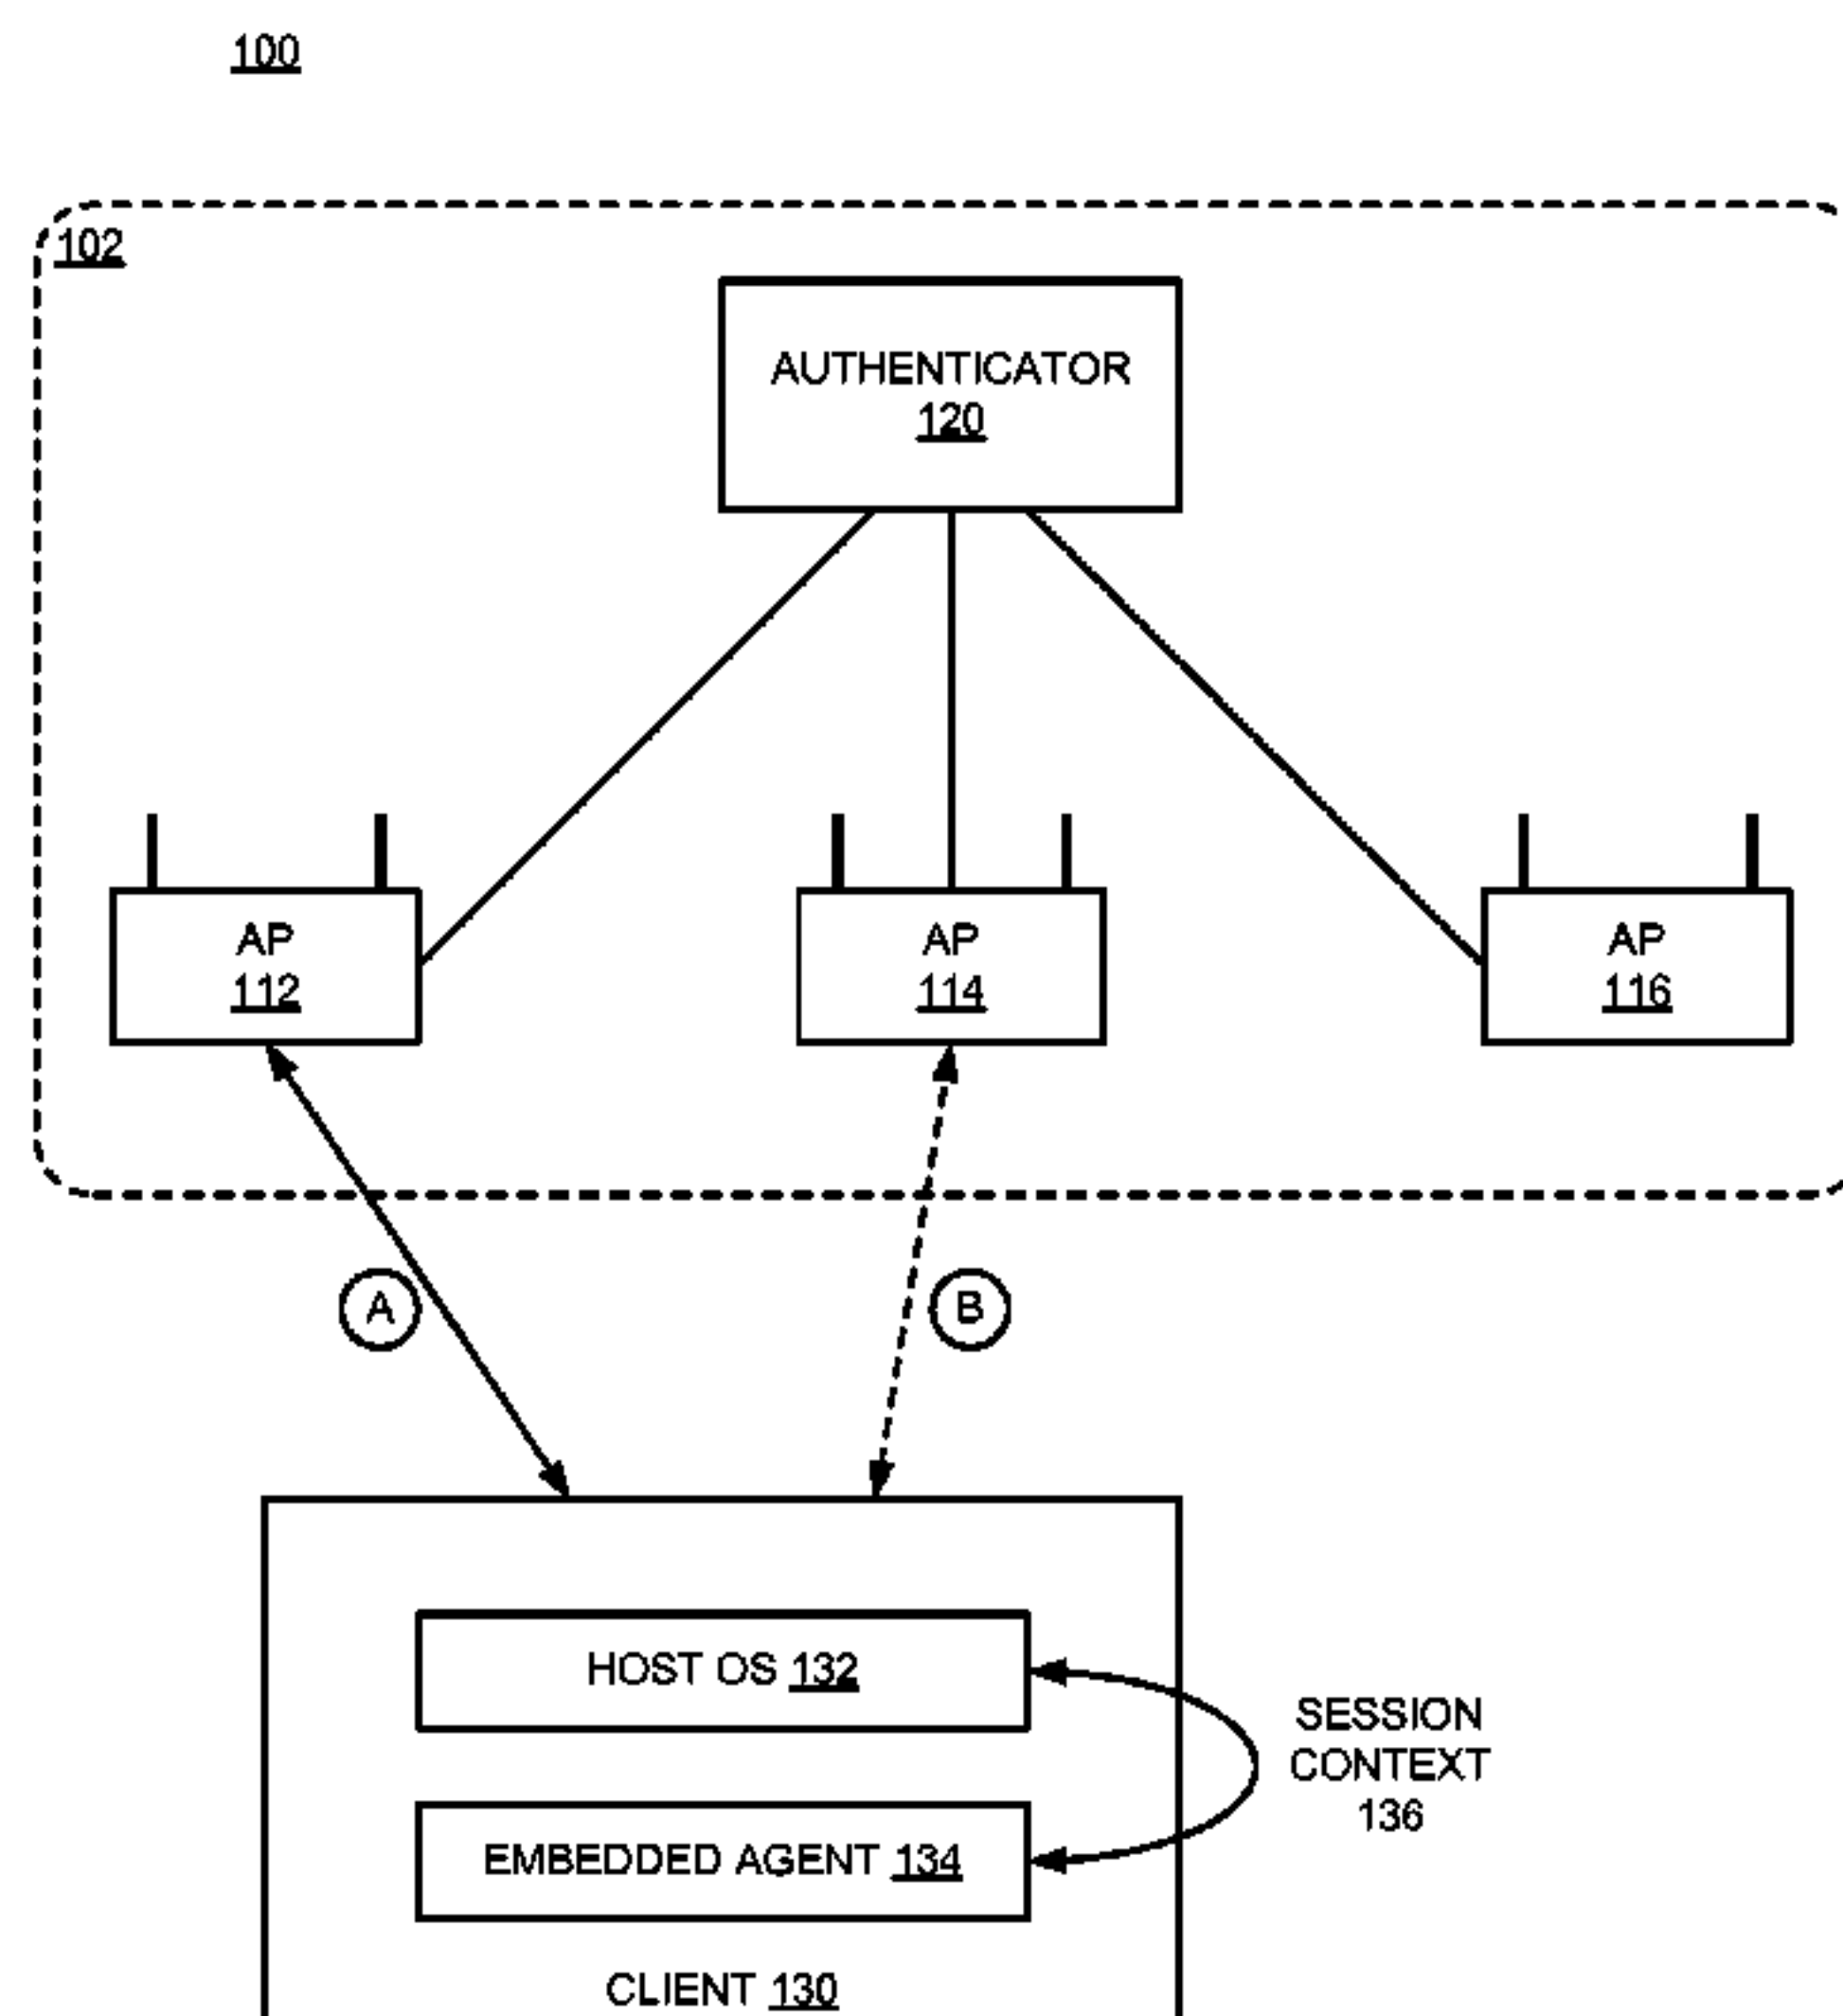 100
102
AUTHENTICATOR
120
AP
112
AP
114
AP
116
A
B
HOST OS 132
SESSION
CONTEXT
136
EMBEDDED AGENT 134
CLIENT 130